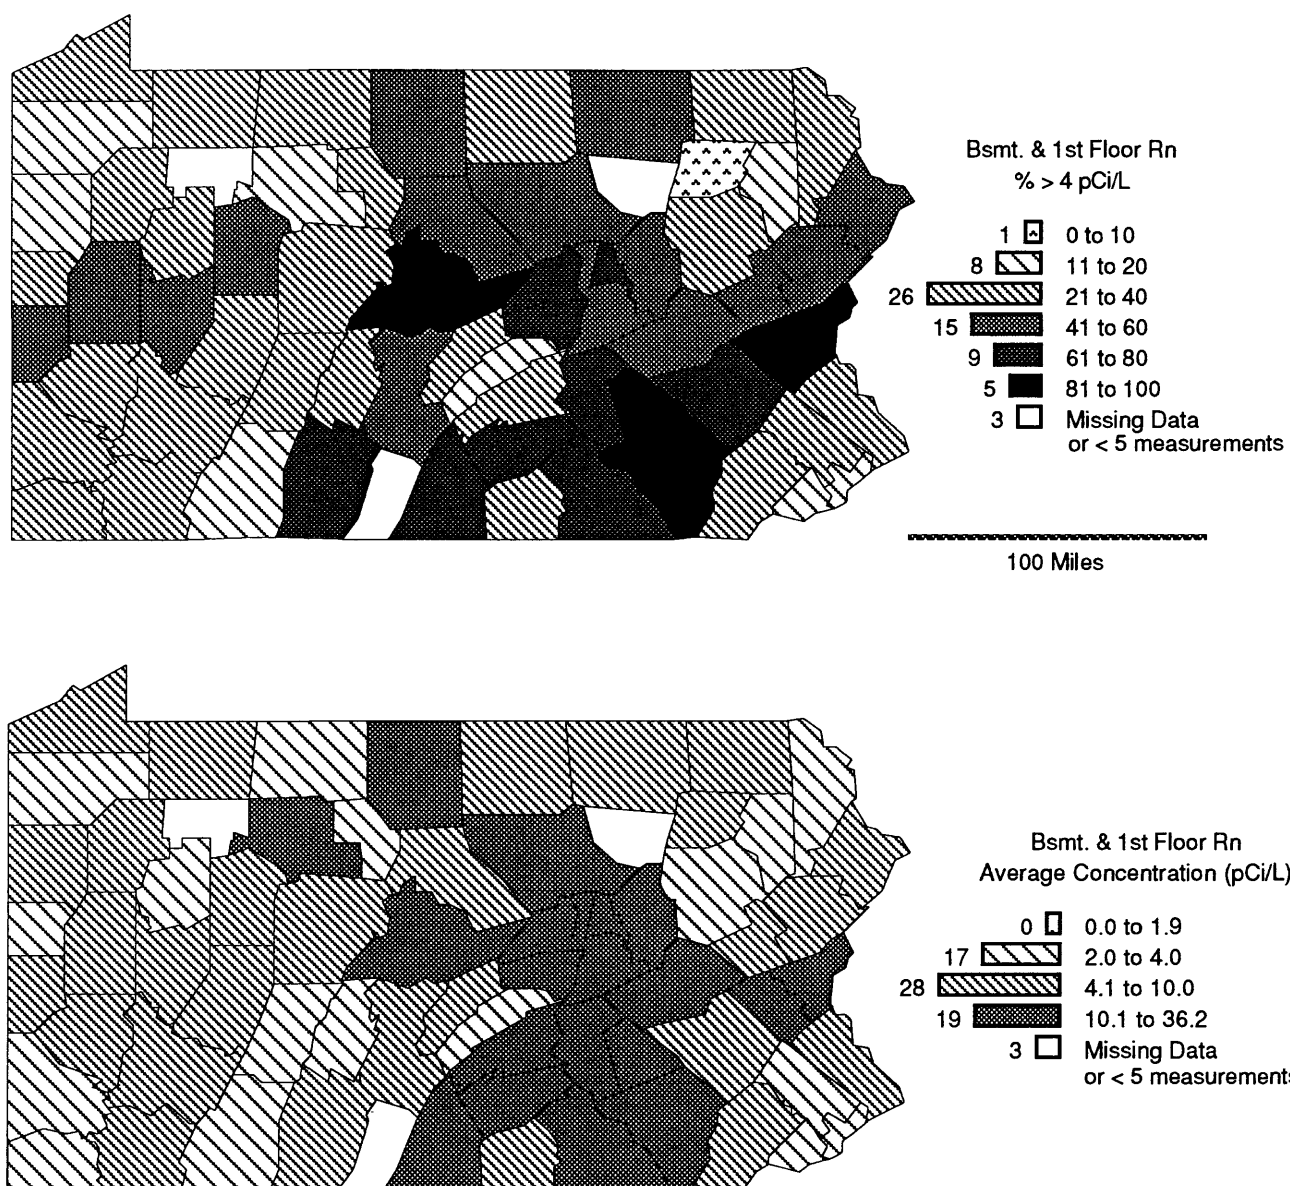 Bsmt. & 1st Floor Rn
% > 4 pCi/L
1 0 to 10
8 11 to 20
26 21 to 40
15 41 to 60
9 61 to 80
5 81 to 100
3 Missing Data
or < 5 measurements
100 Miles
Bsmt. & 1st Floor Rn
Average Concentration (pCi/L)
0 0.0 to 1.9
17 2.0 to 4.0
28 4.1 to 10.0
19 10.1 to 36.2
3 Missing Data
or < 5 measurements